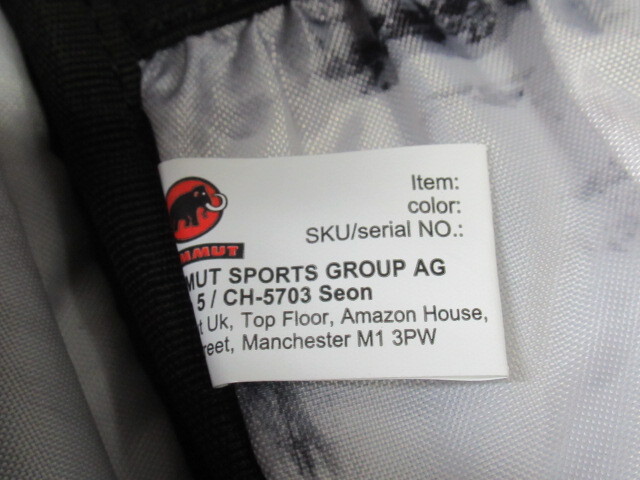 Item:
color:
SKU/serial NO.:
MMUT
MUT SPORTS GROUP AG
5 / CH-5703 Seon
t Uk, Top Floor, Amazon House,
reet, Manchester M1 3PW